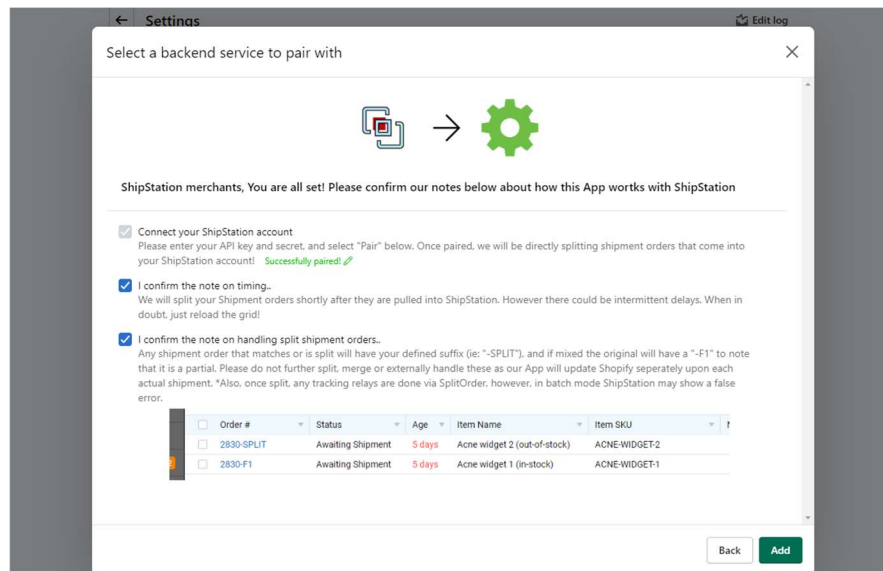 Settings
Edit log
Select a backend service to pair with
ShipStation merchants, You are all set! Please confirm our notes below about how this App wortks with ShipStation
Connect your ShipStation account
Please enter your API key and secret, and select "Pair" below. Once paired, we will be directly splitting shipment orders that come into
your ShipStation account! Successfully paired!
I confirm the note on timing..
We will split your Shipment orders shortly after they are pulled into ShipStation. However there could be intermittent delays. When in
doubt, just reload the grid!
I confirm the note on handling split shipment orders..
Any shipment order that matches or is split will have your defined suffix (ie: "-SPLIT"), and if mixed the original will have a "-F1" to note
that it is a partial. Please do not further split, merge or externally handle these as our App will update Shopify seperately upon each
actual shipment. *Also, once split, any tracking relays are done via SplitOrder, however, in batch mode ShipStation may show a false
error.
Order # Status Age Item Name Item SKU
2830-SPLIT Awaiting Shipment 5 days Acne widget 2 (out-of-stock) ACNE-WIDGET-2
2830-F1 Awaiting Shipment 5 days Acne widget 1 (in-stock) ACNE-WIDGET-1
Back Add